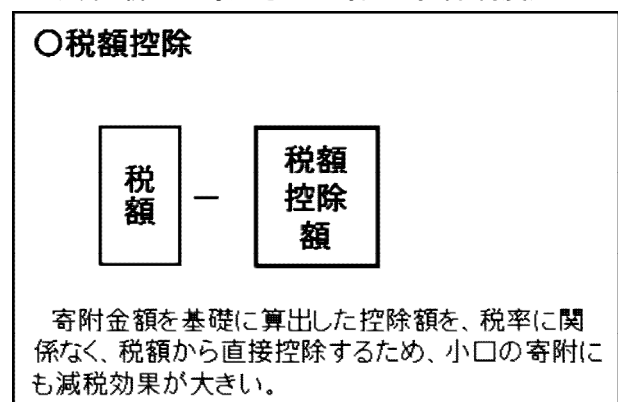 ○税額控除
税額
－
税額
控除
額
寄附金額を基礎に算出した控除額を、税率に関
係なく、税額から直接控除するため、小口の寄附に
も減税効果が大きい。